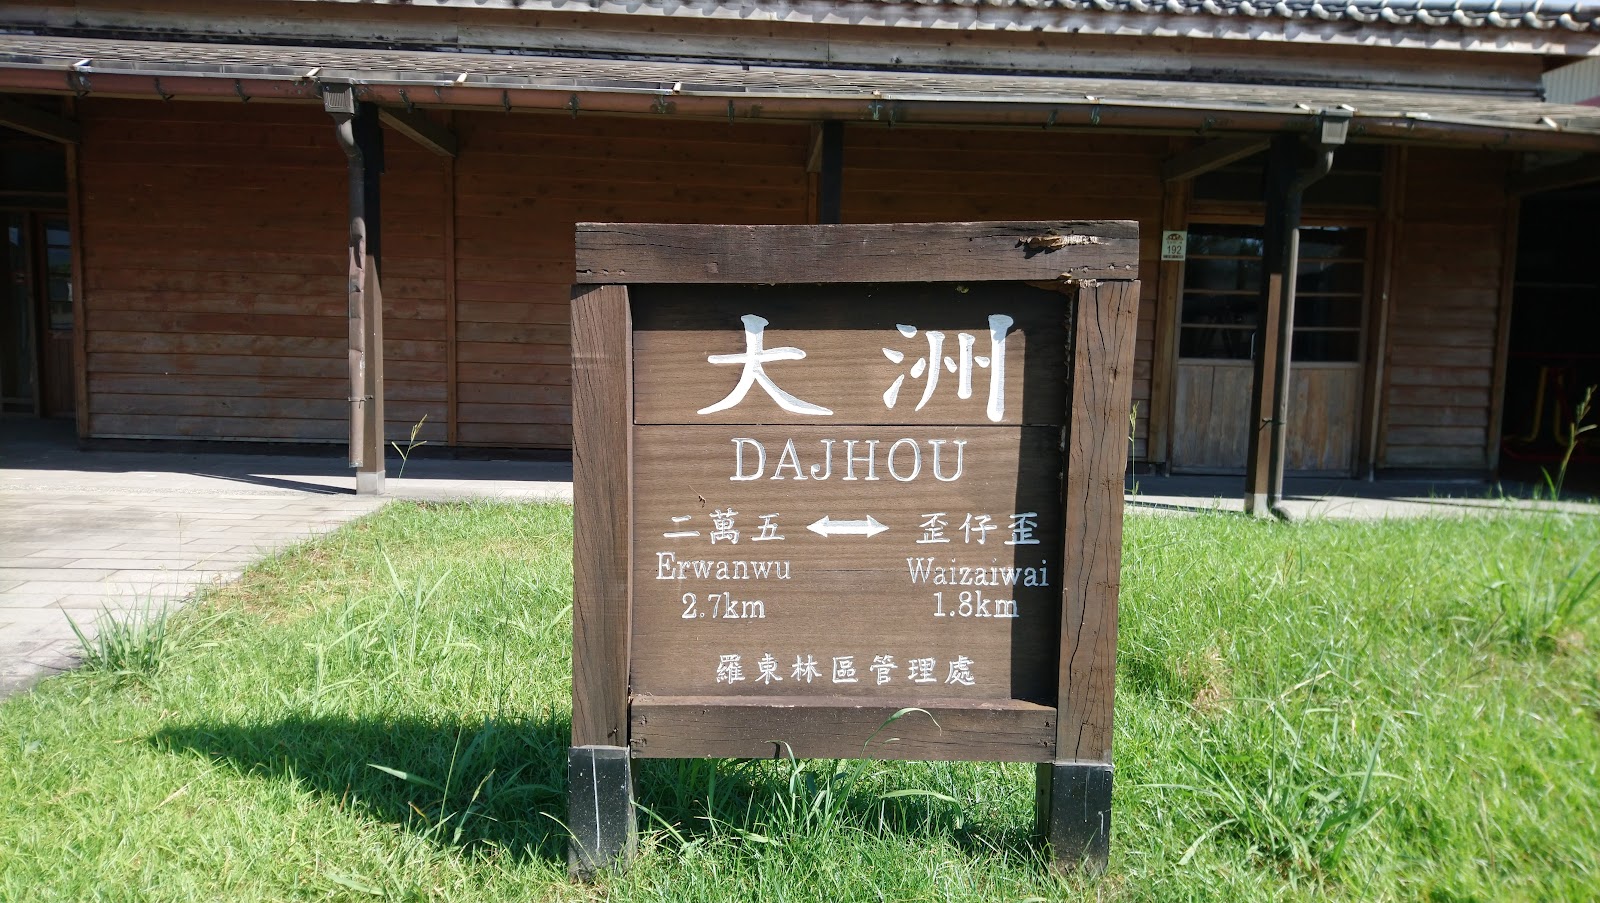 大洲
DAJHOU
二萬五 ↔ 歪仔歪
Erwanwu Waizaiwai
2.7km 1.8km
羅東林區管理處
192